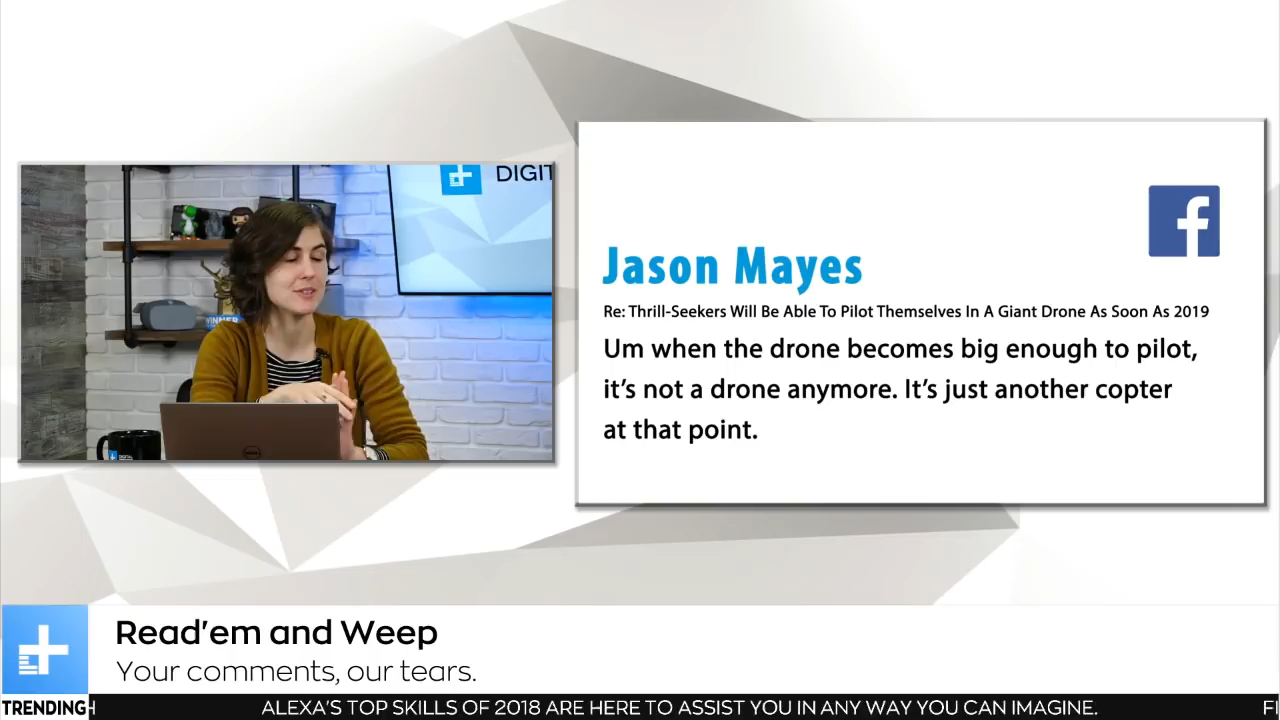 DIGIT
WINNER
Jason Mayes
Re: Thrill-Seekers Will Be Able To Pilot Themselves In A Giant Drone As Soon As 2019
Um when the drone becomes big enough to pilot,
it's not a drone anymore. It's just another copter
at that point.
Read'em and Weep
Your comments, our tears.
TRENDING
ALEXA'S TOP SKILLS OF 2018 ARE HERE TO ASSIST YOU IN ANY WAY YOU CAN IMAGINE.